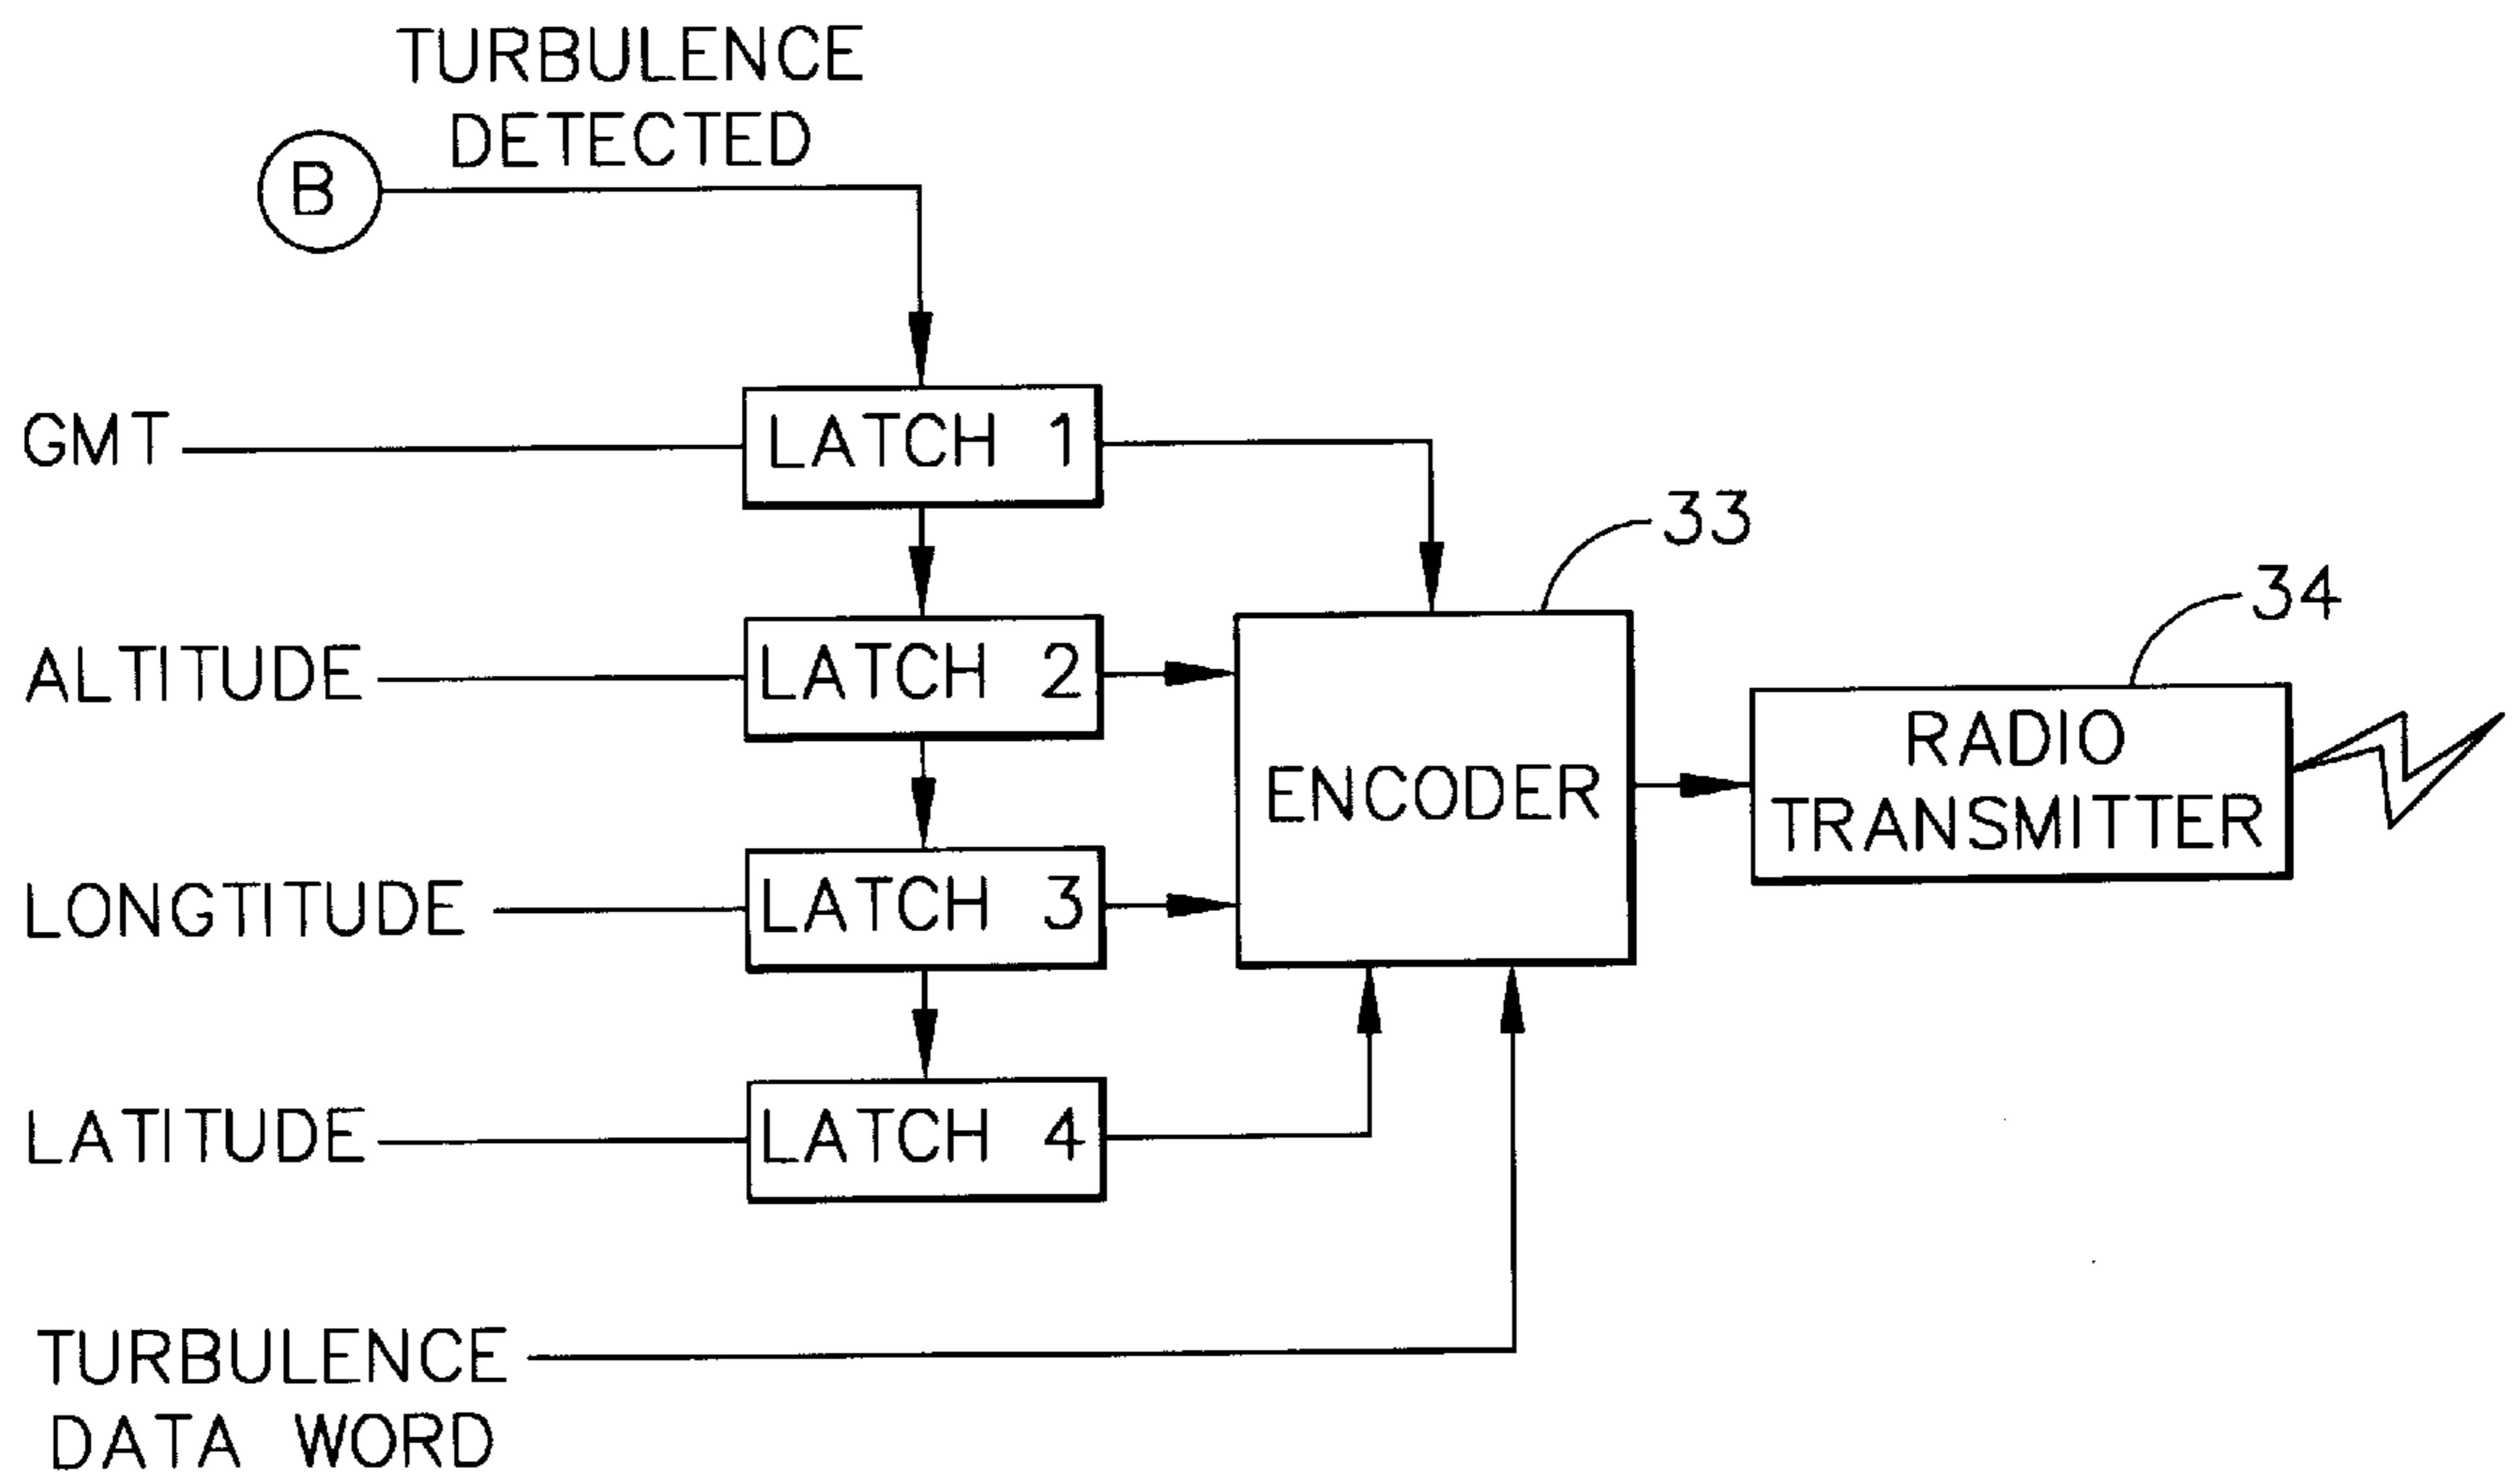 TURBULENCE
DETECTED
B
GMT
LATCH 1
33
34
ALTITUDE
LATCH 2
ENCODER
RADIO
TRANSMITTER
LONGTITUDE
LATCH 3
LATITUDE
LATCH 4
TURBULENCE
DATA WORD